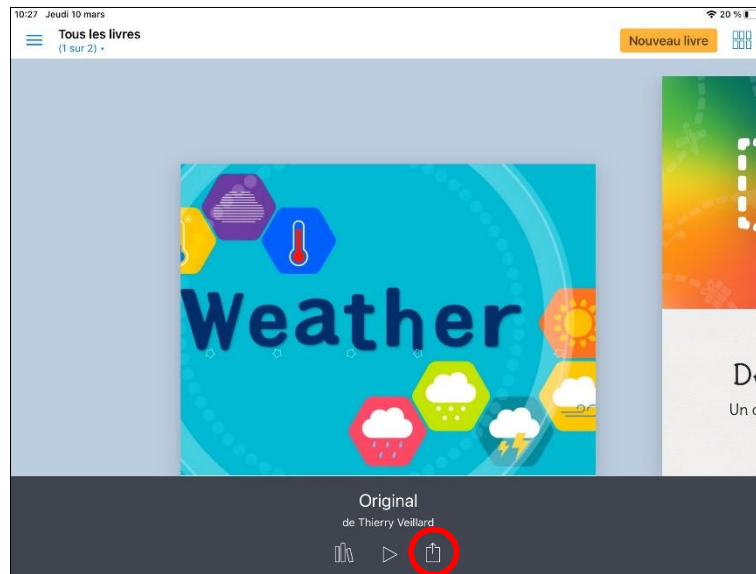 10:27 Jeudi 10 mars
20 %
Tous les livres
(1 sur 2)
Nouveau livre
Weather
Un
Original
de Thierry Veillard